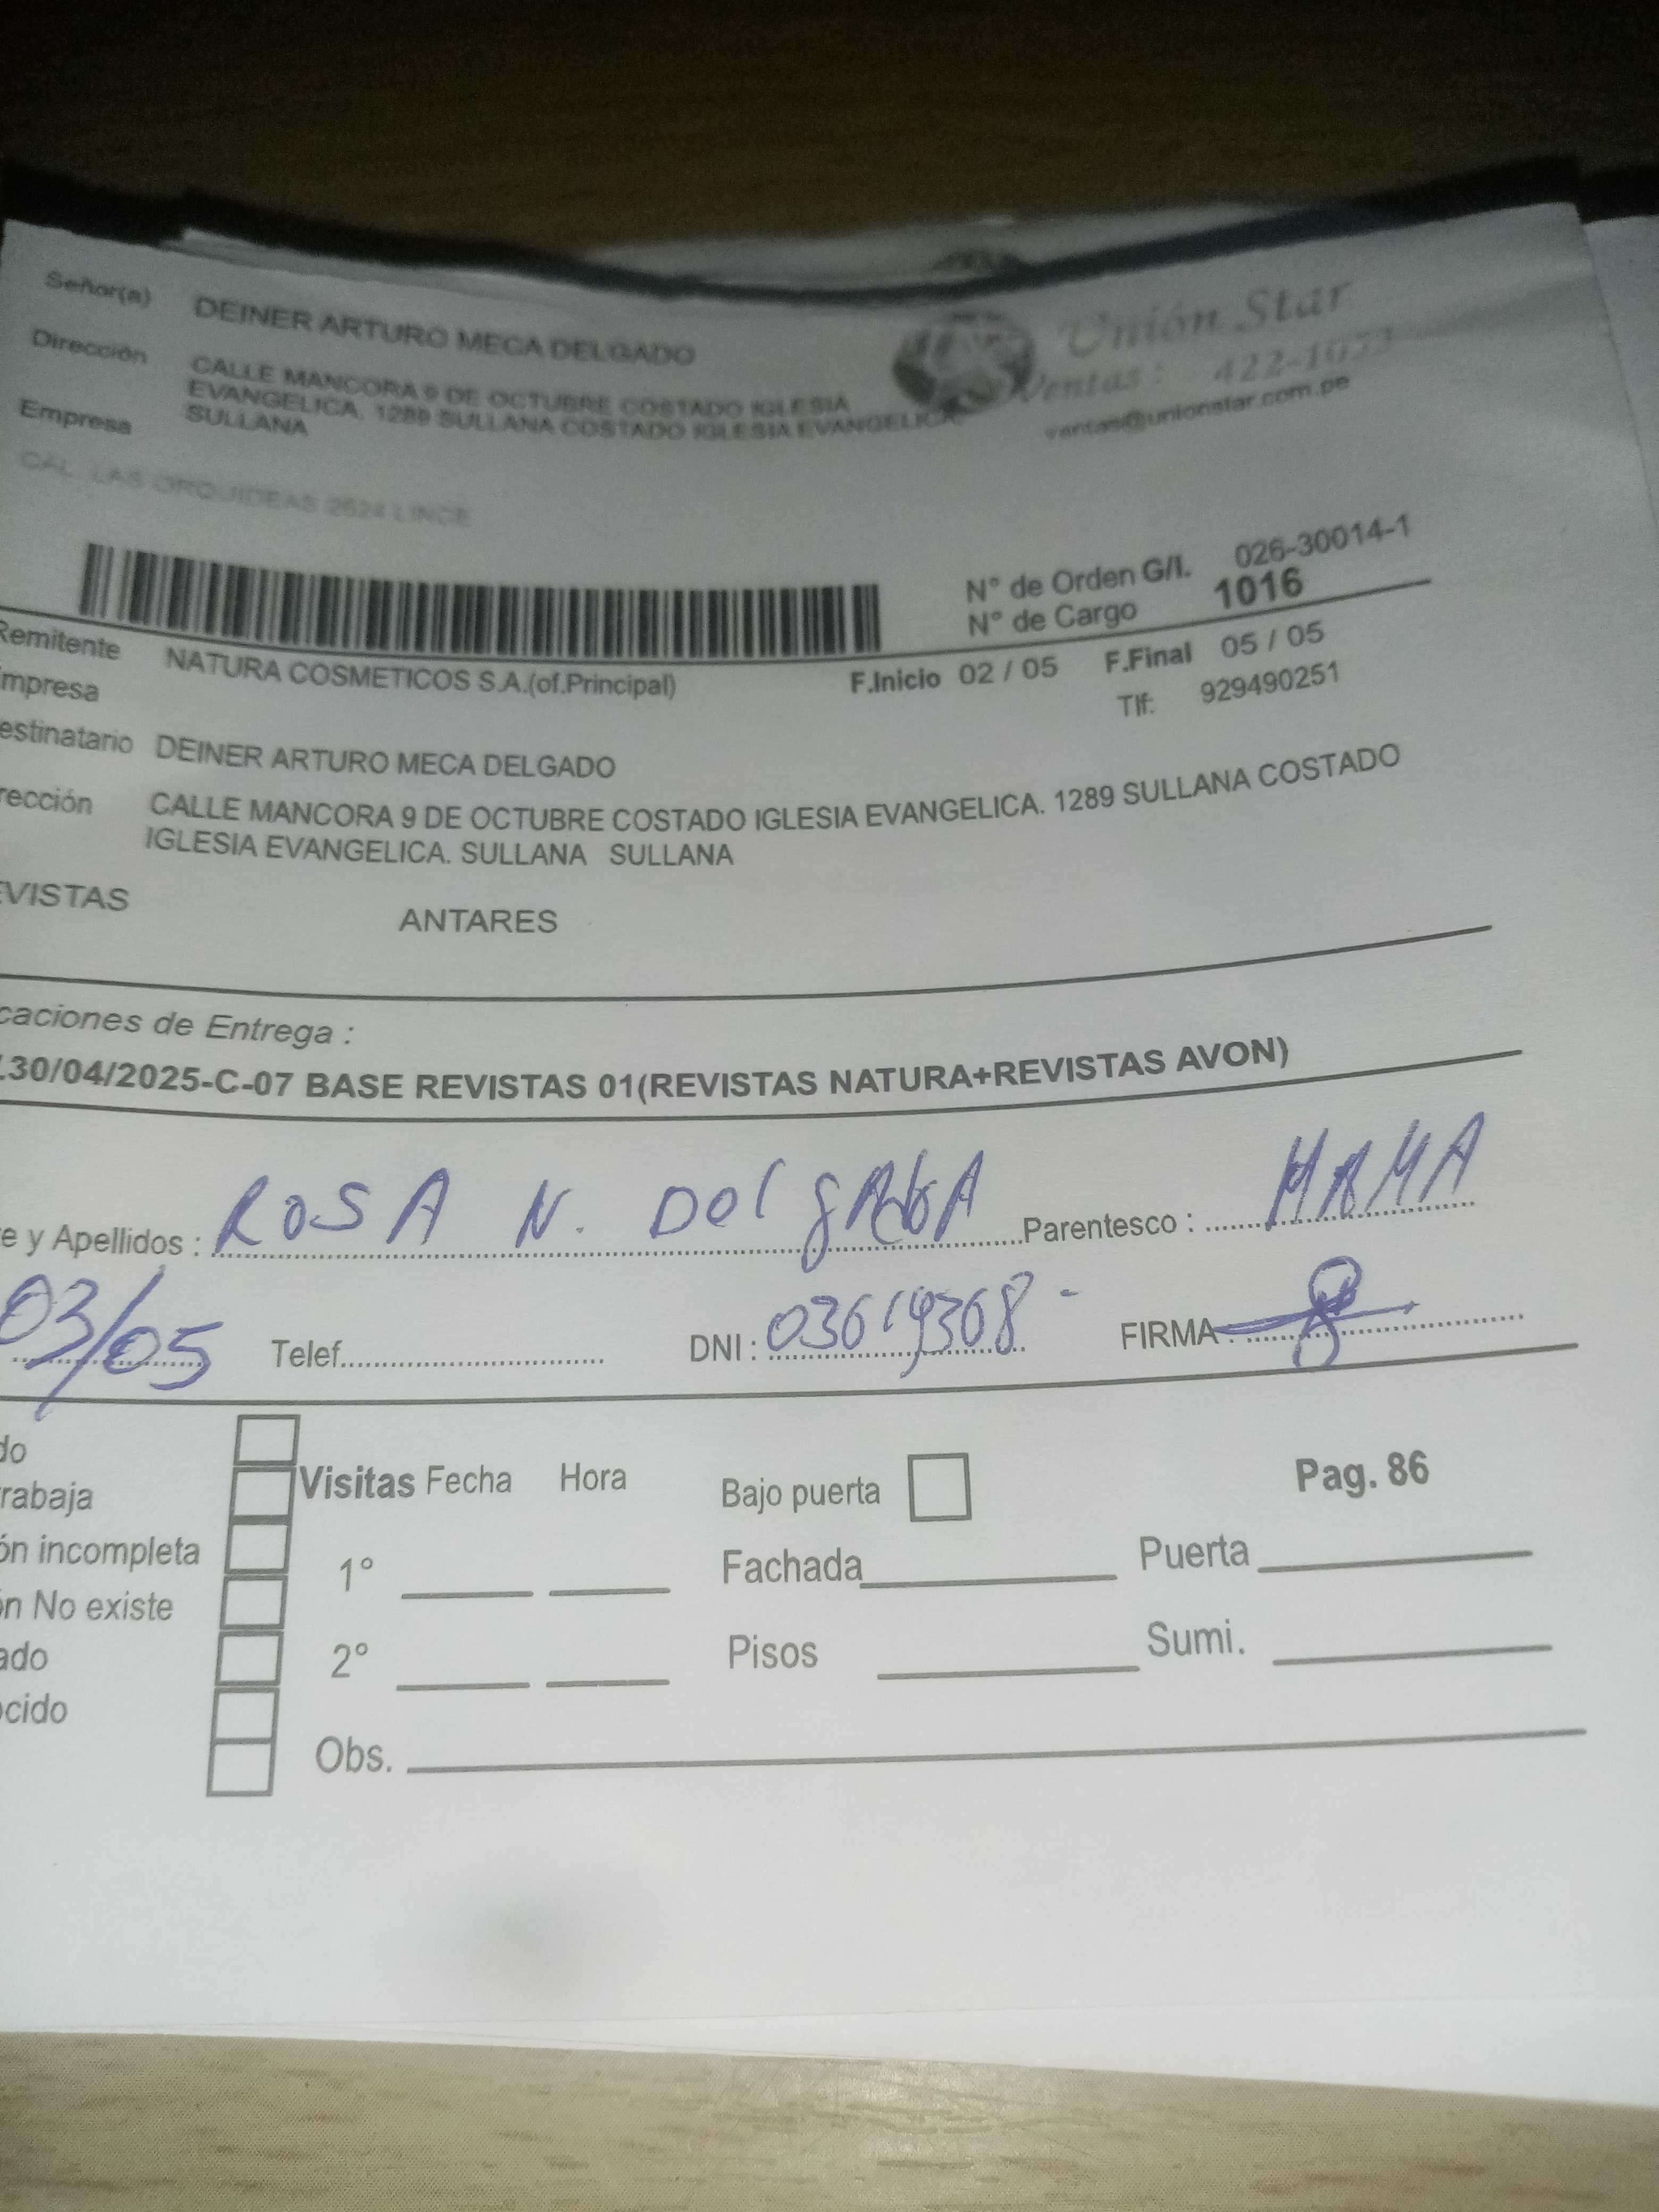 Señor(a) DEINER ARTURO MECA DELGADO
Unión Star
Dirección CALLE MANCORA 9 DE OCTUBRE COSTADO IGLESIA
Ventas: 422-1053
EVANGELICA. 1289 SULLANA COSTADO IGLESIA EVANGELICA.
ventas@unionstar.com.pe
Empresa SULLANA
CAL. LAS ORQUIDEAS 2624 LINCE
N° de Orden G/I. 026-30014-1
N° de Cargo 1016
Remitente NATURA COSMETICOS S.A.(of.Principal) F.Inicio 02 / 05 F.Final 05 / 05
mpresa Tlf: 929490251
estinatario DEINER ARTURO MECA DELGADO
rección CALLE MANCORA 9 DE OCTUBRE COSTADO IGLESIA EVANGELICA. 1289 SULLANA COSTADO
IGLESIA EVANGELICA. SULLANA SULLANA
EVISTAS ANTARES
caciones de Entrega :
.30/04/2025-C-07 BASE REVISTAS 01(REVISTAS NATURA+REVISTAS AVON)
e y Apellidos : ROSA N. Delgado Parentesco : MAMA
03/05 Telef. DNI : 03619368 - FIRMA
do
Visitas Fecha Hora Bajo puerta Pag. 86
rabaja
ón incompleta 1° Fachada Puerta
ón No existe
ado 2° Pisos Sumi.
ocido
Obs.